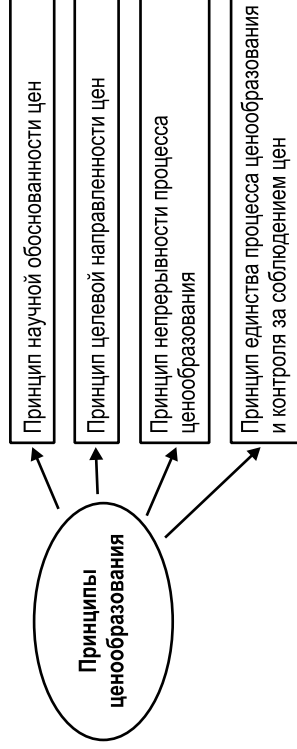 Принципы
ценообразования
Принцип научной обоснованности цен
Принцип целевой направленности цен
Принцип непрерывности процесса
ценообразования
Принцип единства процесса ценообразования
и контроля за соблюдением цен